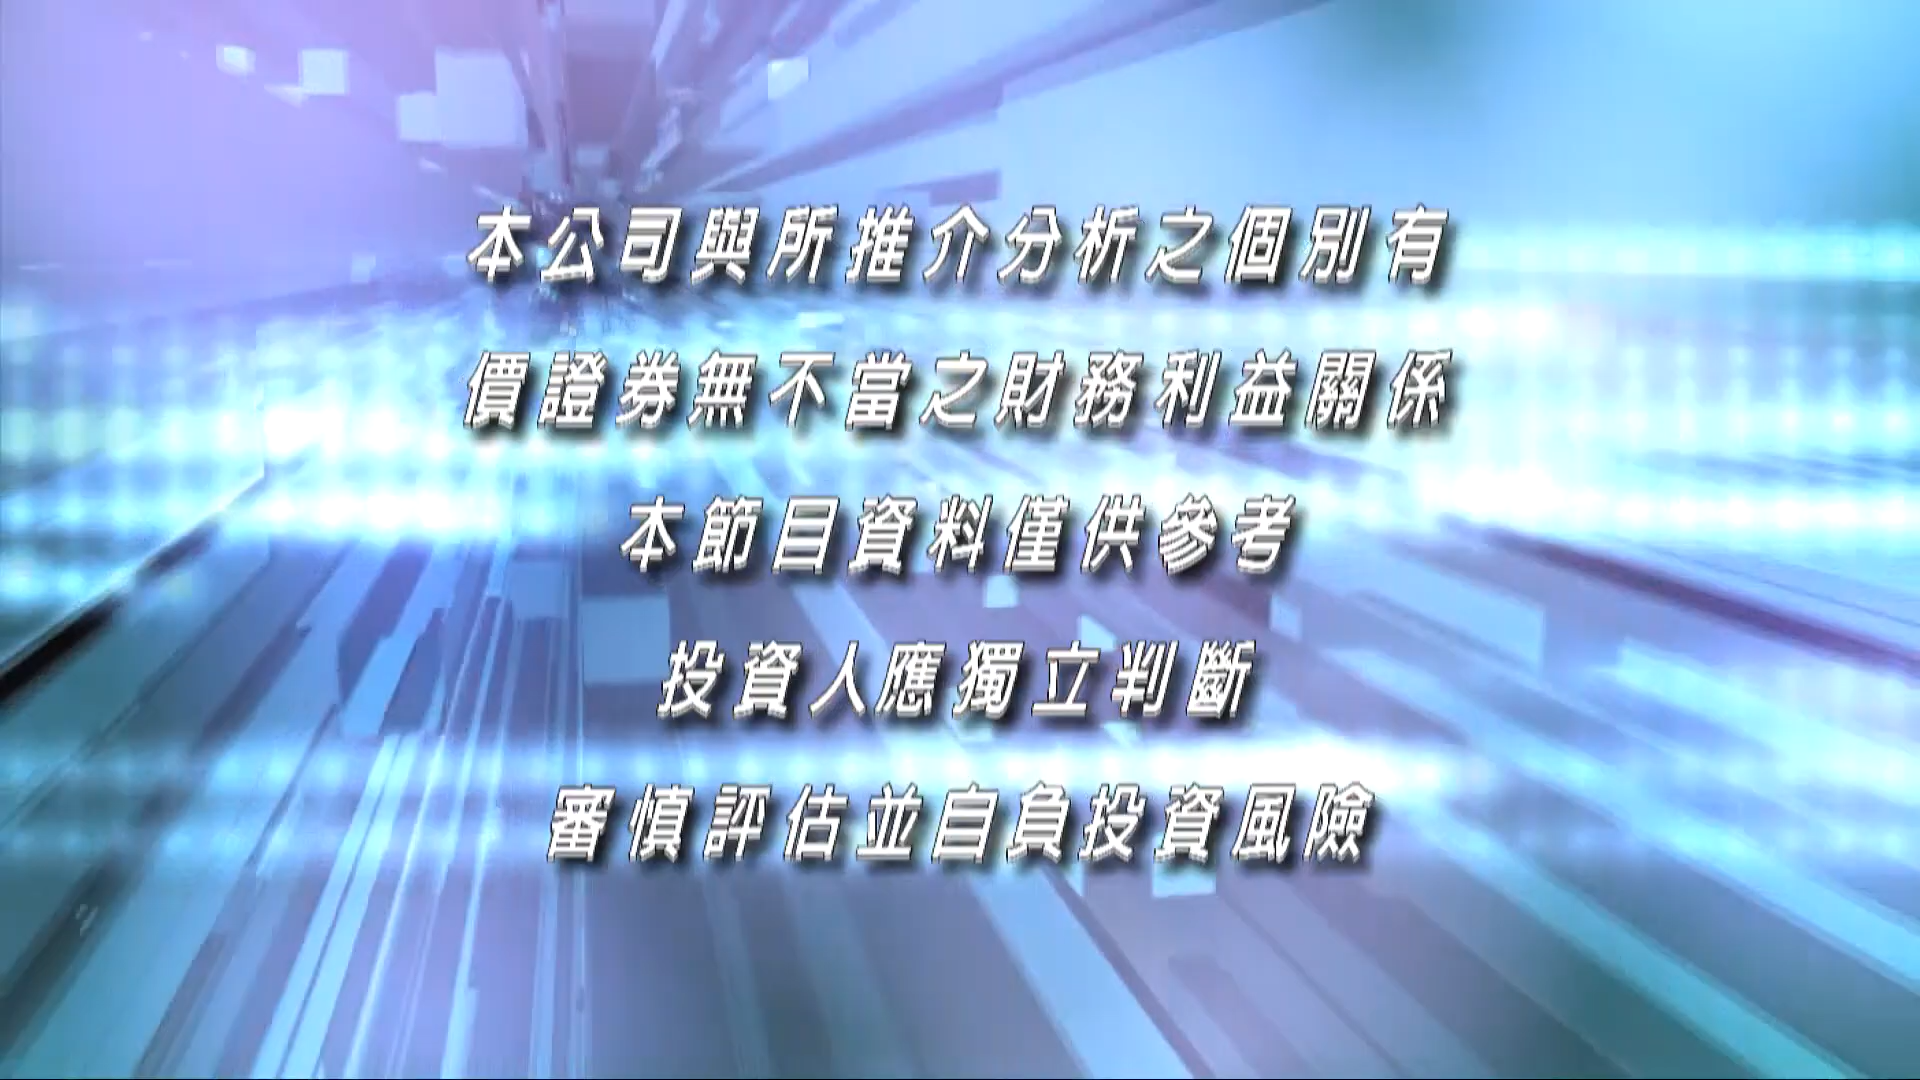 本公司與所推介分析之個別有
價證券無不當之財務利益關係
本節目資料僅供參考
投資人應獨立判斷
審慎評估並自負投資風險